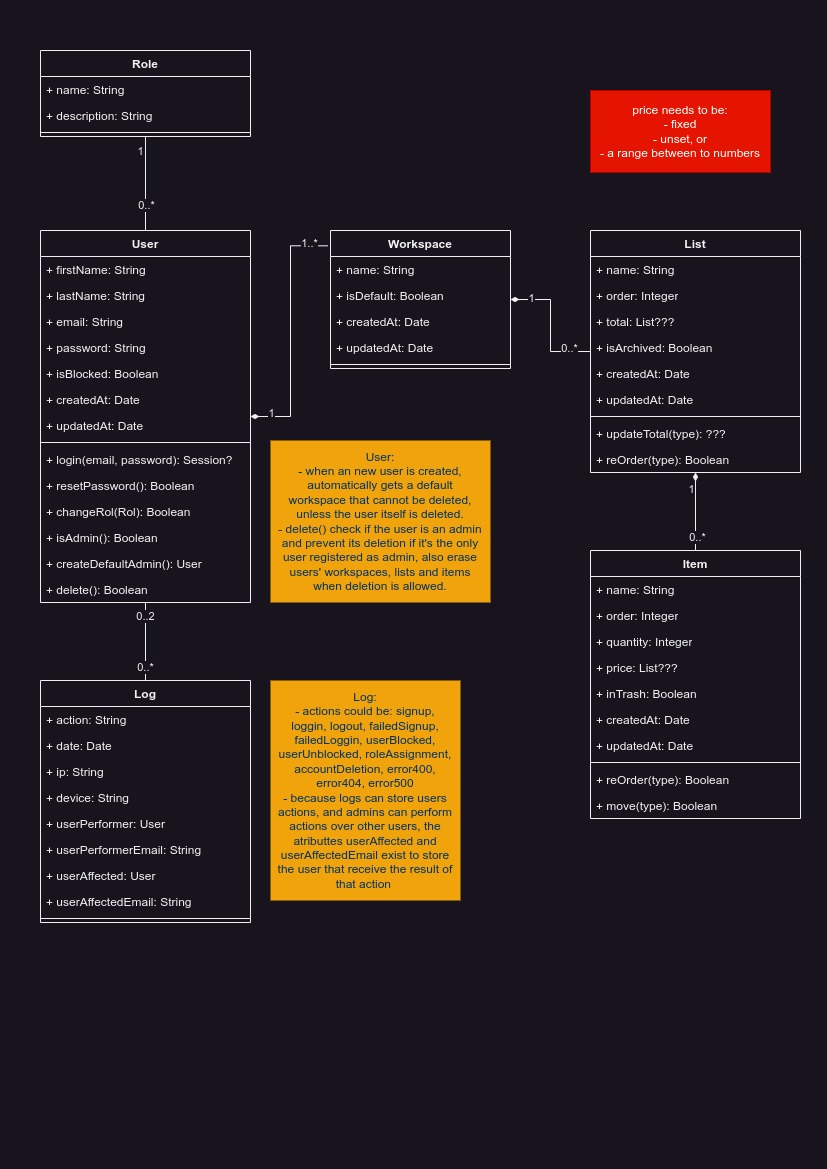 Role
+ name: String
+ description: String
1
0..*
price needs to be:
- fixed
- unset, or
- a range between to numbers
User
+ firstName: String
+ lastName: String
+ email: String
+ password: String
+ isBlocked: Boolean
+ createdAt: Date
+ updatedAt: Date
+ login(email, password): Session?
+ resetPassword(): Boolean
+ changeRol(Rol): Boolean
+ isAdmin(): Boolean
+ createDefaultAdmin(): User
+ delete(): Boolean
1..*
1
Workspace
+ name: String
+ isDefault: Boolean
+ createdAt: Date
+ updatedAt: Date
1
0..*
List
+ name: String
+ order: Integer
+ total: List???
+ isArchived: Boolean
+ createdAt: Date
+ updatedAt: Date
+ updateTotal(type): ???
+ reOrder(type): Boolean
User:
- when an new user is created,
automatically gets a default
workspace that cannot be deleted,
unless the user itself is deleted.
- delete() check if the user is an admin
and prevent its deletion if it's the only
user registered as admin, also erase
users' workspaces, lists and items
when deletion is allowed.
1
0..*
Item
+ name: String
+ order: Integer
+ quantity: Integer
+ price: List???
+ inTrash: Boolean
+ createdAt: Date
+ updatedAt: Date
+ reOrder(type): Boolean
+ move(type): Boolean
0..2
0..*
Log
+ action: String
+ date: Date
+ ip: String
+ device: String
+ userPerformer: User
+ userPerformerEmail: String
+ userAffected: User
+ userAffectedEmail: String
Log:
- actions could be: signup,
loggin, logout, failedSignup,
failedLoggin, userBlocked,
userUnblocked, roleAssignment,
accountDeletion, error400,
error404, error500
- because logs can store users
actions, and admins can perform
actions over other users, the
atributtes userAffected and
userAffectedEmail exist to store
the user that receive the result of
that action